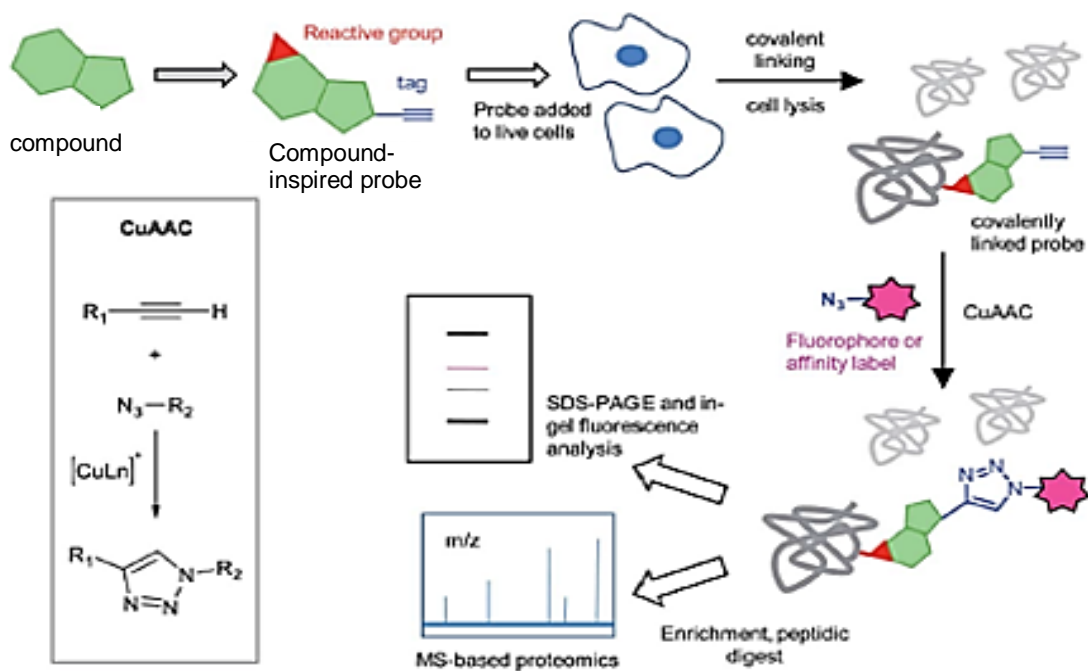 Reactive group
tag
compound
Compound-
inspired probe
Probe added
to live cells
covalent
linking
cell lysis
covalently
linked probe
CuAAC
R1
H
+
N3—R2
[CuLn]+
R1
N
N=N
R2
N3
CuAAC
Fluorophore or
affinity label
SDS-PAGE and in-
gel fluorescence
analysis
N
N
N
m/z
MS-based proteomics
Enrichment, peptidic
digest